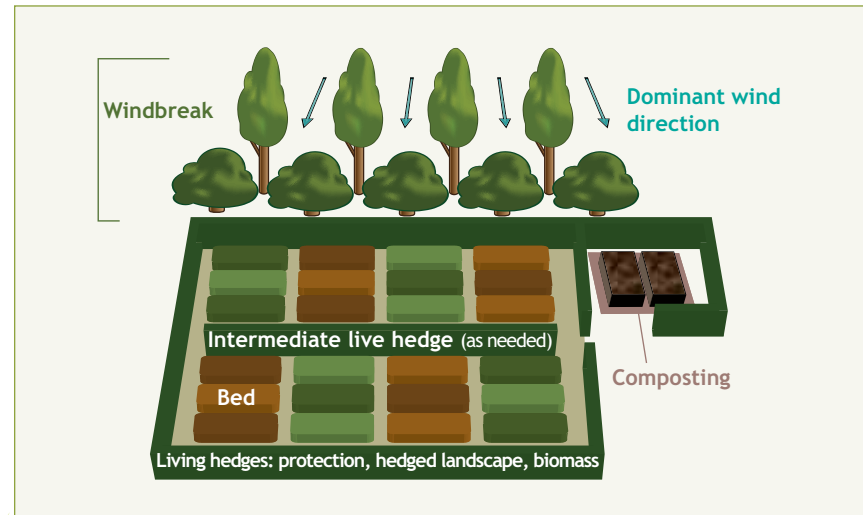 Windbreak
Dominant wind
direction
Intermediate live hedge (as needed)
Composting
Bed
Living hedges: protection, hedged landscape, biomass